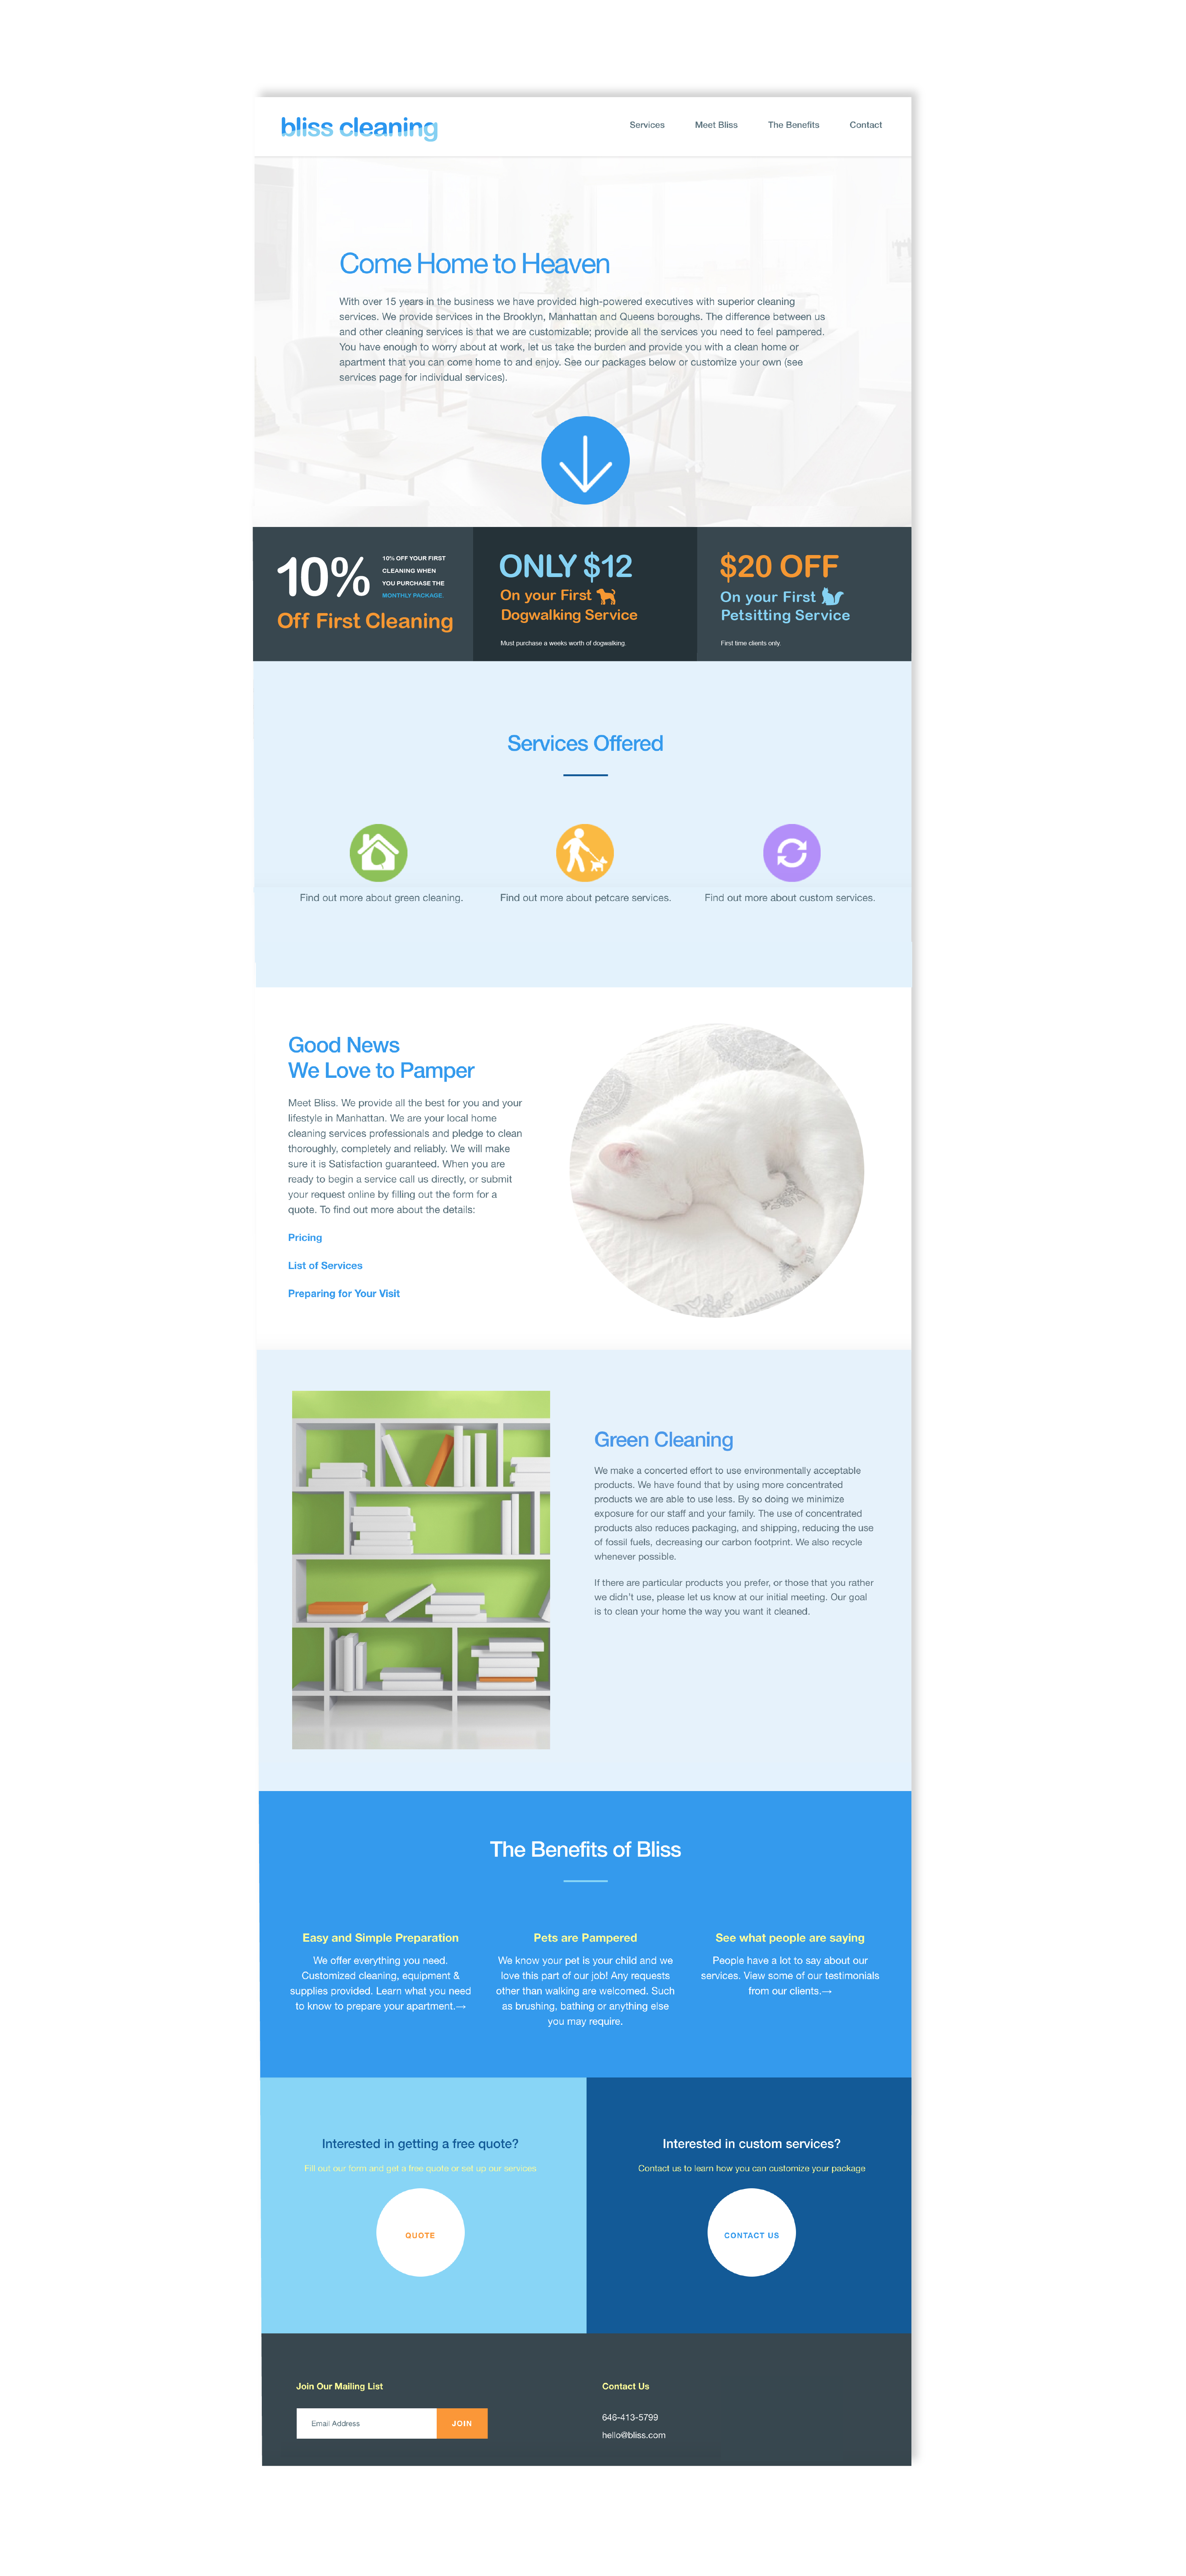 bliss cleaning
Services Meet Bliss The Benefits Contact
Come Home to Heaven
With over 15 years in the business we have provided high-powered executives with superior cleaning
services. We provide services in the Brooklyn, Manhattan and Queens boroughs. The difference between us
and other cleaning services is that we are customizable; provide all the services you need to feel pampered.
You have enough to worry about at work, let us take the burden and provide you with a clean home or
apartment that you can come home to and enjoy. See our packages below or customize your own (see
services page for individual services).
10%
10% OFF YOUR FIRST
CLEANING WHEN
YOU PURCHASE THE
MONTHLY PACKAGE.
Off First Cleaning
ONLY $12
On your First
Dogwalking Service
Must purchase a weeks worth of dogwalking.
$20 OFF
On your First
Petsitting Service
First time clients only.
Services Offered
Find out more about green cleaning.
Find out more about petcare services.
Find out more about custom services.
Good News
We Love to Pamper
Meet Bliss. We provide all the best for you and your
lifestyle in Manhattan. We are your local home
cleaning services professionals and pledge to clean
thoroughly, completely and reliably. We will make
sure it is Satisfaction guaranteed. When you are
ready to begin a service call us directly, or submit
your request online by filling out the form for a
quote. To find out more about the details:
Pricing
List of Services
Preparing for Your Visit
Green Cleaning
We make a concerted effort to use environmentally acceptable
products. We have found that by using more concentrated
products we are able to use less. By so doing we minimize
exposure for our staff and your family. The use of concentrated
products also reduces packaging, and shipping, reducing the use
of fossil fuels, decreasing our carbon footprint. We also recycle
whenever possible.
If there are particular products you prefer, or those that you rather
we didn't use, please let us know at our initial meeting. Our goal
is to clean your home the way you want it cleaned.
The Benefits of Bliss
Easy and Simple Preparation
We offer everything you need.
Customized cleaning, equipment &
supplies provided. Learn what you need
to know to prepare your apartment.→
Pets are Pampered
We know your pet is your child and we
love this part of our job! Any requests
other than walking are welcomed. Such
as brushing, bathing or anything else
you may require.
See what people are saying
People have a lot to say about our
services. View some of our testimonials
from our clients.→
Interested in getting a free quote?
Fill out our form and get a free quote or set up our services
QUOTE
Interested in custom services?
Contact us to learn how you can customize your package
CONTACT US
Join Our Mailing List
Email Address
JOIN
Contact Us
646-413-5799
hello@bliss.com